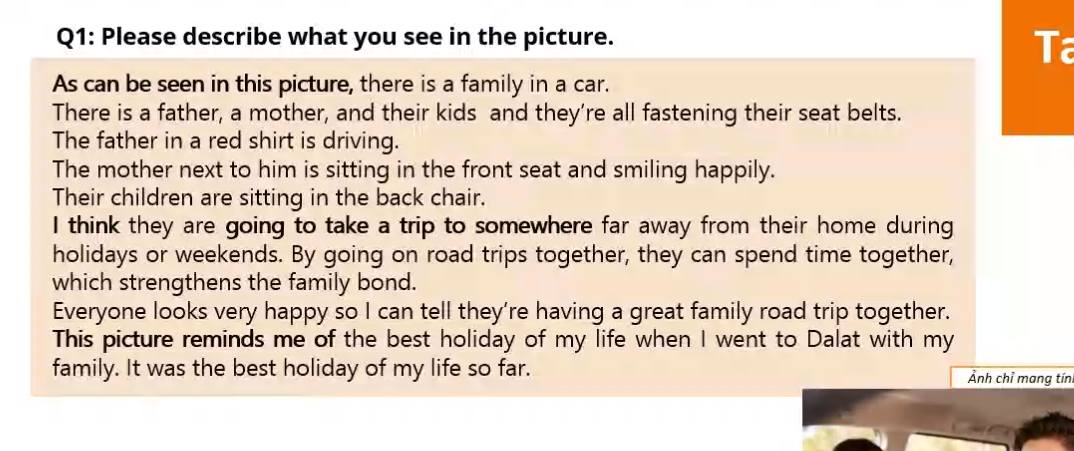 Q1: Please describe what you see in the picture.
As can be seen in this picture, there is a family in a car.
There is a father, a mother, and their kids and they're all fastening their seat belts.
The father in a red shirt is driving.
The mother next to him is sitting in the front seat and smiling happily.
Their children are sitting in the back chair.
I think they are going to take a trip to somewhere far away from their home during
holidays or weekends. By going on road trips together, they can spend time together,
which strengthens the family bond.
Everyone looks very happy so I can tell they're having a great family road trip together.
This picture reminds me of the best holiday of my life when I went to Dalat with my
family. It was the best holiday of my life so far.
Ảnh chỉ mang